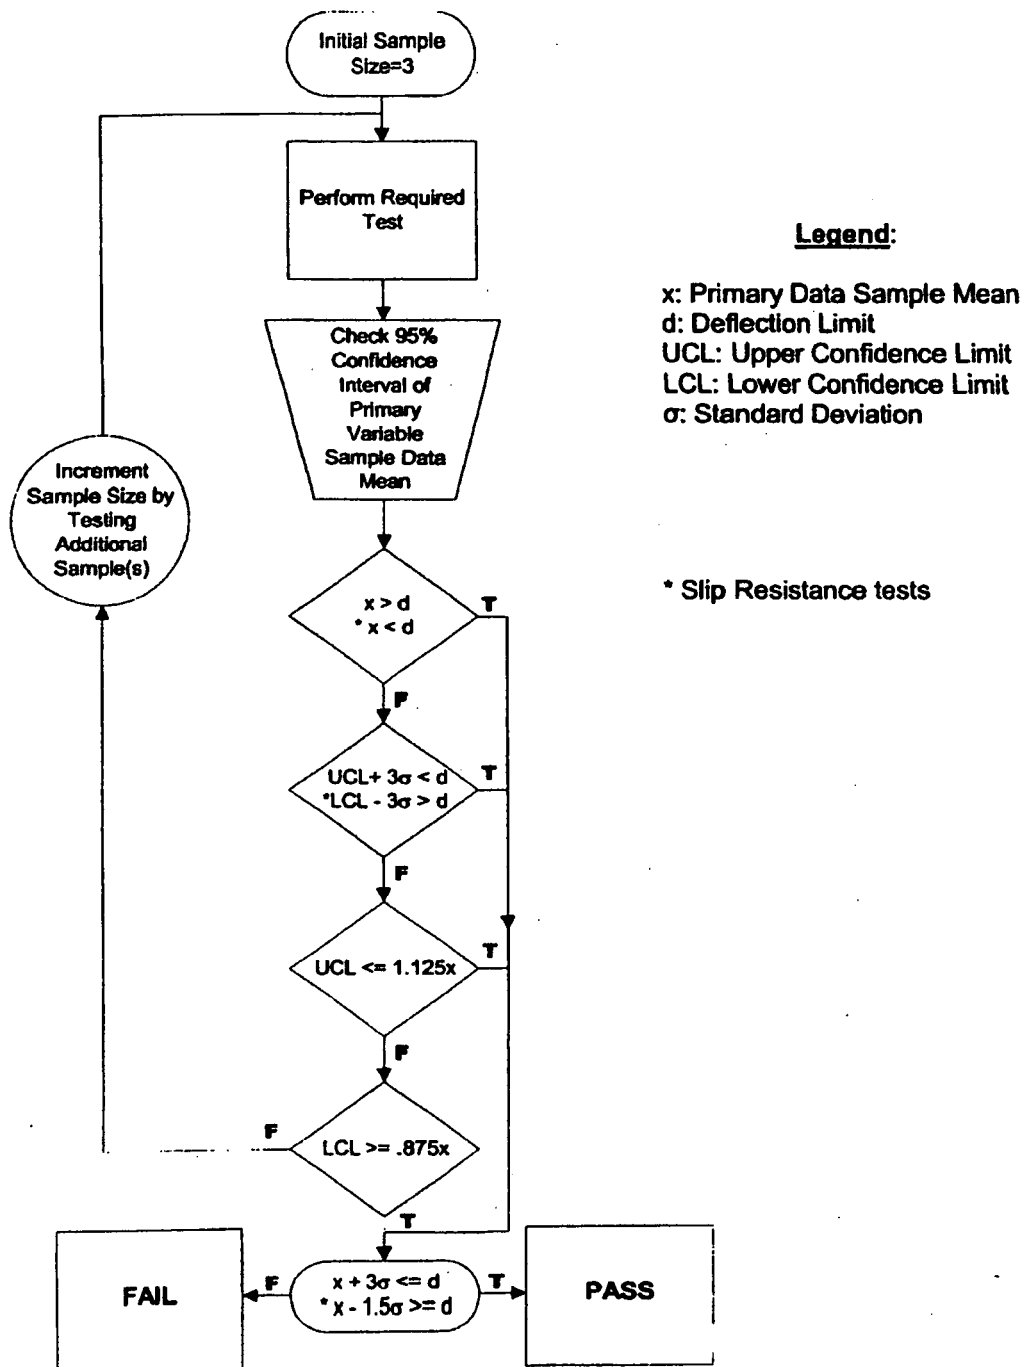 Initial Sample
Size=3
Perform Required
Test
Check 95%
Confidence
Interval of
Primary
Variable
Sample Data
Mean
Increment
Sample Size by
Testing
Additional
Sample(s)
x > d
* x < d
T
F
UCL+ 3σ < d
*LCL - 3σ > d
T
F
UCL <= 1.125x
T
F
LCL >= .875x
F
T
x + 3σ <= d
* x - 1.5σ >= d
F
T
FAIL
PASS
Legend:
x: Primary Data Sample Mean
d: Deflection Limit
UCL: Upper Confidence Limit
LCL: Lower Confidence Limit
σ: Standard Deviation
* Slip Resistance tests